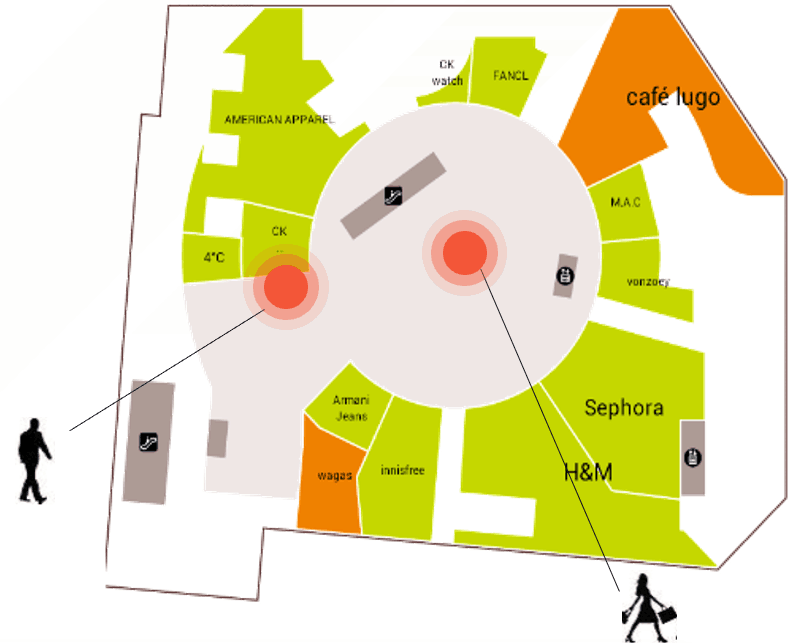 CK
watch
FANCL
café lugo
AMERICAN APPAREL
M.A.C
CK
4°C
vonzoey
Armani
Jeans
Sephora
wagas
innisfree
H&M